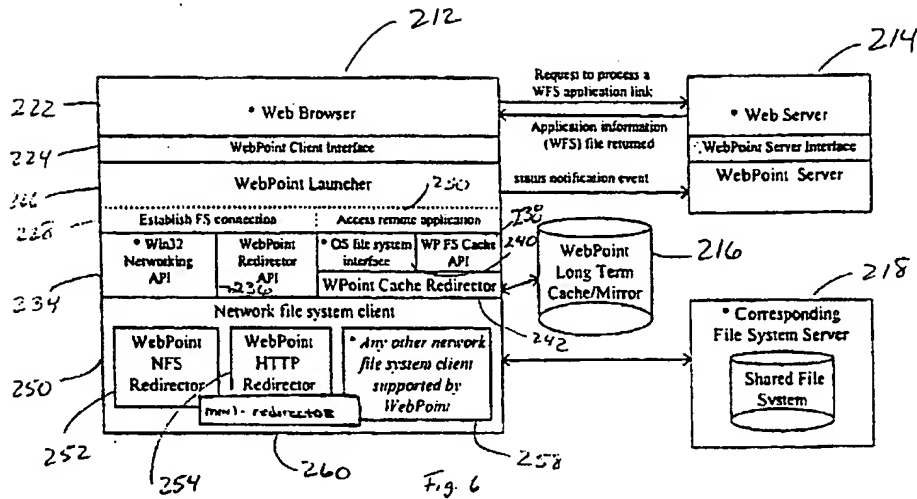 212
214
222
* Web Browser
Request to process a
WFS application link
Application information
(WFS) file returned
* Web Server
224
WebPoint Client Interface
WebPoint Server Interface
WebPoint Launcher
230
status notification event
WebPoint Server
228
Establish FS connection
Access remote application
238
* Win32
Networking
API
WebPoint
Redirector
API
* OS file system
interface
WP FS Cache
API
240
WebPoint
Long Term
Cache/Mirror
216
218
234
236
WPoint Cache Redirector
242
Network file system client
* Corresponding
File System Server
Shared File
System
250
WebPoint
NFS
Redirector
WebPoint
HTTP
Redirector
* Any other network
file system client
supported by
WebPoint
redirector
252
254
260
258
Fig. 6